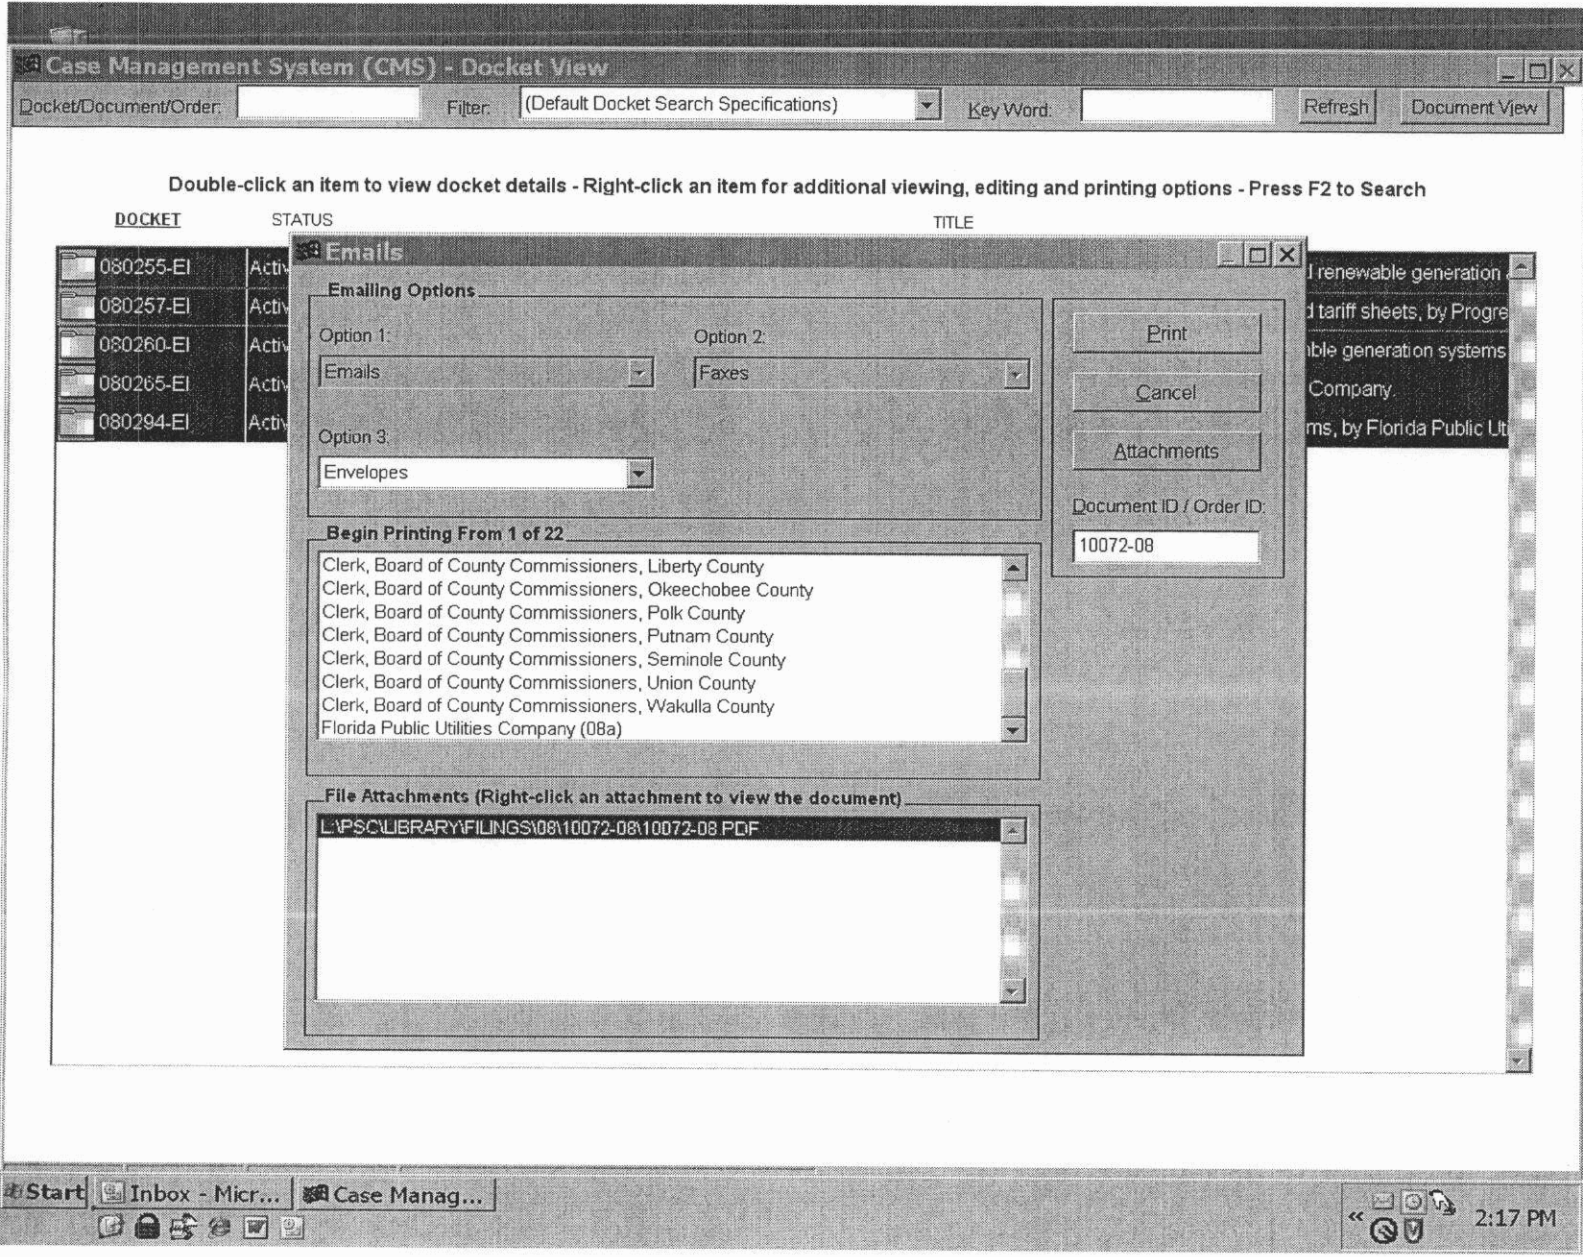 Case Management System (CMS) - Docket View
Docket/Document/Order: Filter: (Default Docket Search Specifications) Key Word: Refresh Document View
Double-click an item to view docket details - Right-click an item for additional viewing, editing and printing options - Press F2 to Search
DOCKET STATUS TITLE
Emails
080255-EI Activ l renewable generation
080257-EI Activ d tariff sheets, by Progre
080260-EI Activ ble generation systems
080265-EI Activ Company.
080294-EI Activ ms, by Florida Public Uti
Emailing Options
Option 1: Option 2:
Emails Faxes
Option 3:
Envelopes
Print
Cancel
Attachments
Document ID / Order ID:
10072-08
Begin Printing From 1 of 22
Clerk, Board of County Commissioners, Liberty County
Clerk, Board of County Commissioners, Okeechobee County
Clerk, Board of County Commissioners, Polk County
Clerk, Board of County Commissioners, Putnam County
Clerk, Board of County Commissioners, Seminole County
Clerk, Board of County Commissioners, Union County
Clerk, Board of County Commissioners, Wakulla County
Florida Public Utilities Company (08a)
File Attachments (Right-click an attachment to view the document)
L:\PSC\LIBRARY\FILINGS\08\10072-08\10072-08.PDF
Start Inbox - Micr... Case Manag...
« 2:17 PM